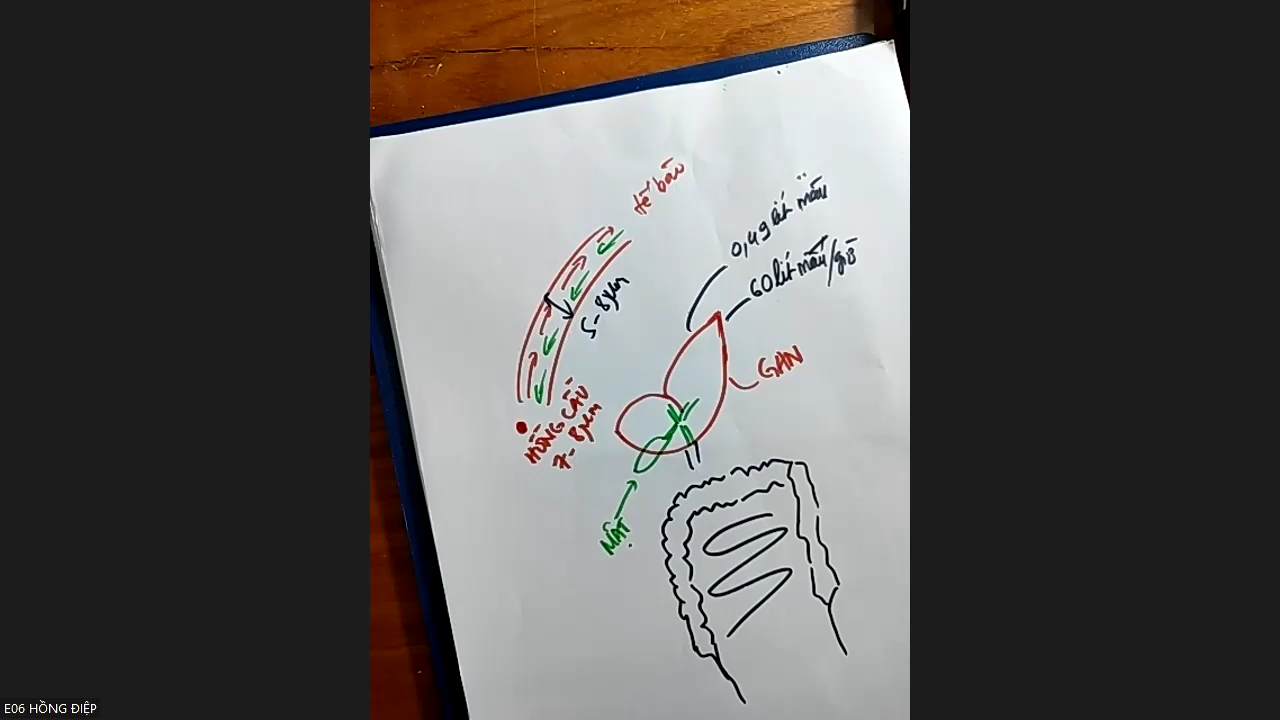 tế bào
0,49 lít máu
60 lít máu/giờ
5-8µm
GAN
HỒNG CẦU
7-8µm
MẬT
E06 HỒNG ĐIỆP